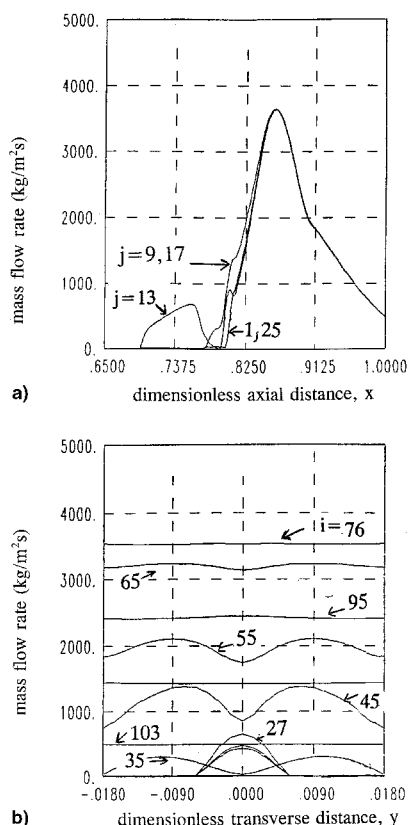 5000.
4000.
3000.
2000.
1000.
0.
mass flow rate (kg/m²s)
j=9,17
j=13
1,25
.6500 .7375 .8250 .9125 1.0000
a) dimensionless axial distance, x
5000.
4000.
3000.
2000.
1000.
0.
mass flow rate (kg/m²s)
i=76
65
95
55
45
27
103
35
-.0180 -.0090 .0000 .0090 .0180
b) dimensionless transverse distance, y